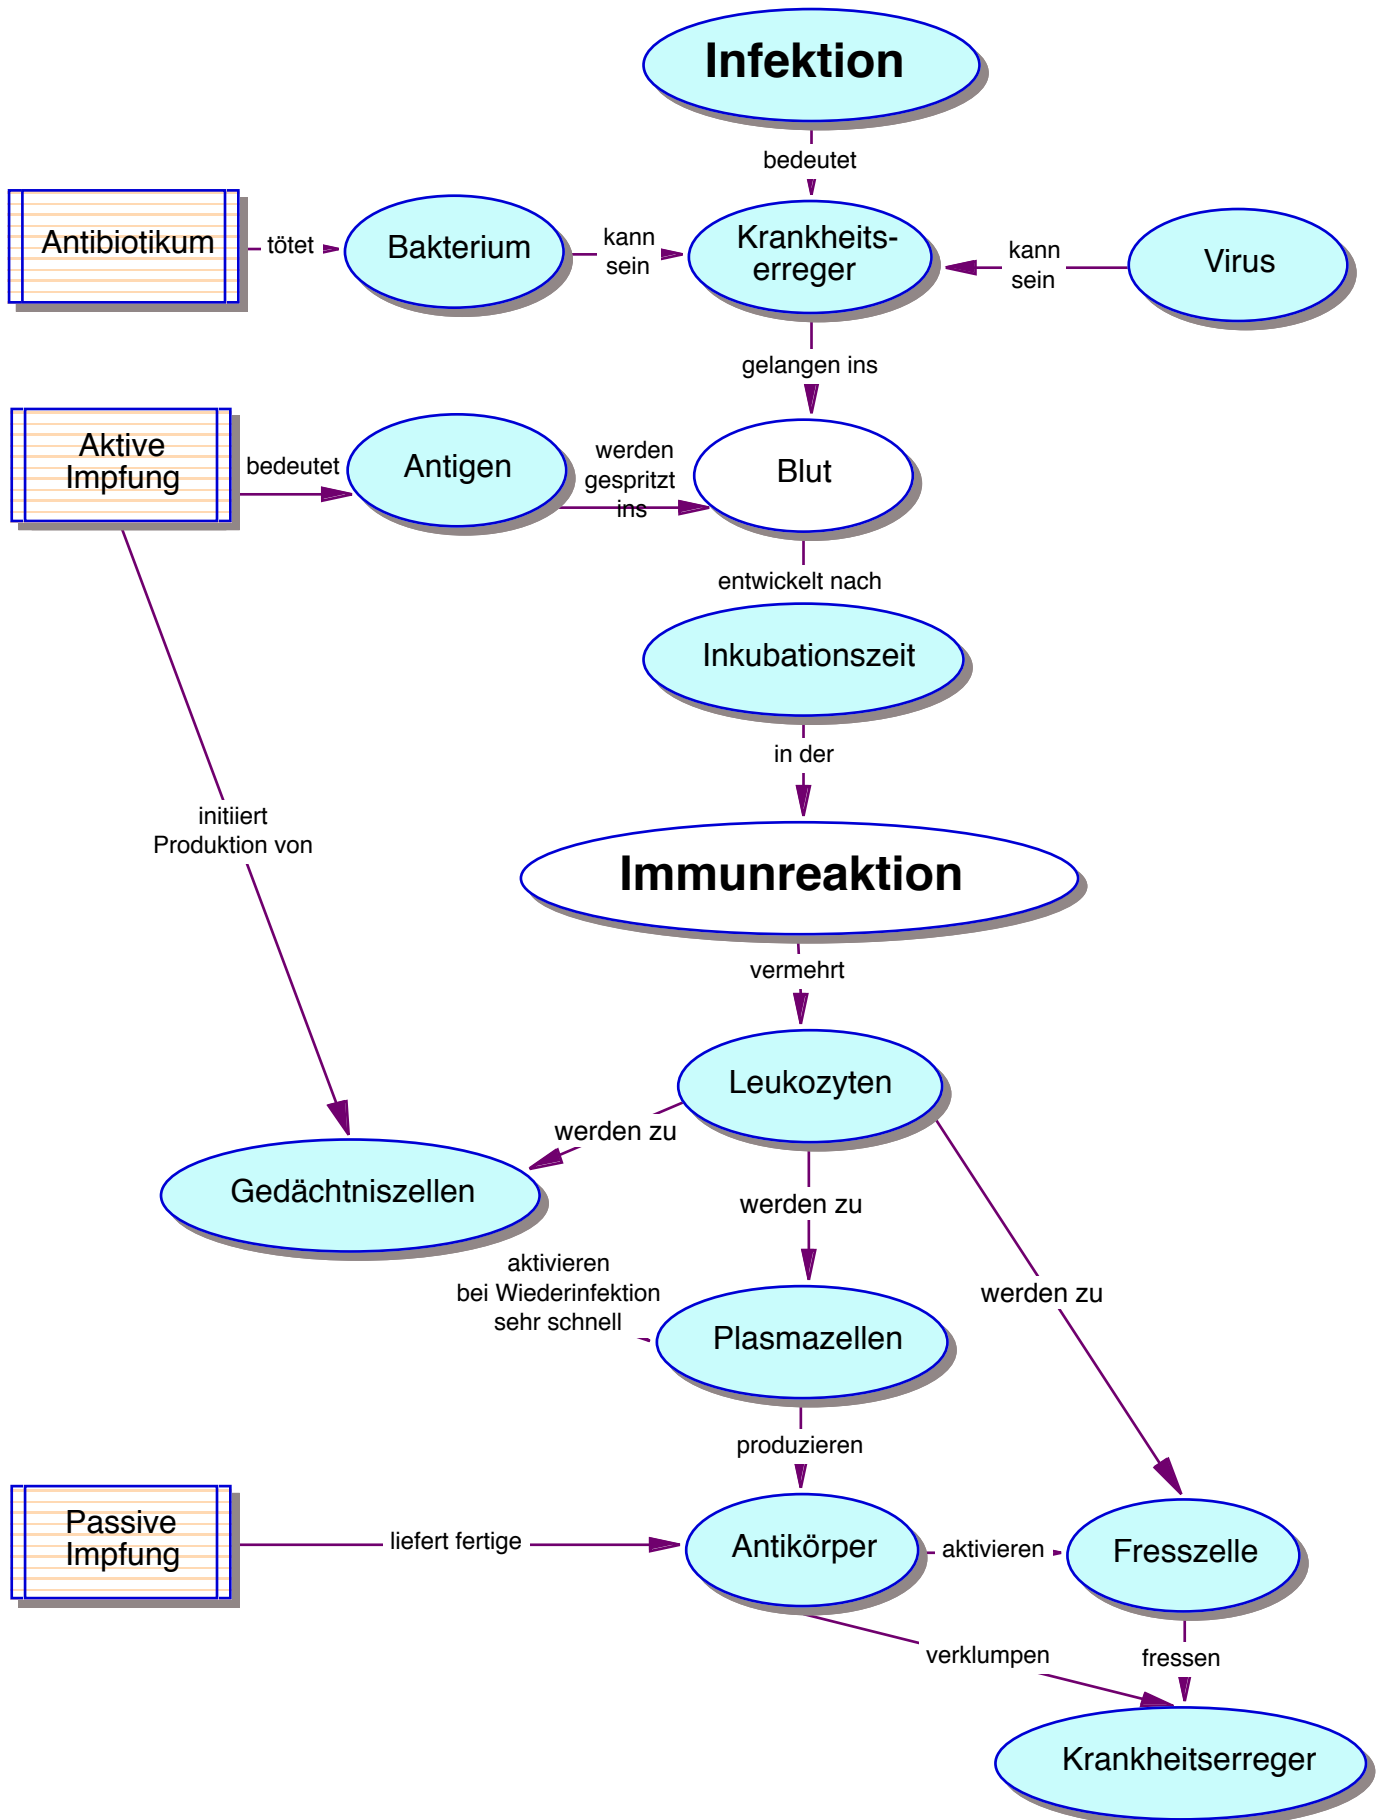 Infektion
bedeutet
Antibiotikum
tötet
Bakterium
kann
sein
Krankheits-
erreger
kann
sein
Virus
gelangen ins
Aktive
Impfung
bedeutet
Antigen
werden
gespritzt
ins
Blut
entwickelt nach
Inkubationszeit
in der
initiiert
Produktion von
Immunreaktion
vermehrt
Leukozyten
werden zu
Gedächtniszellen
werden zu
aktivieren
bei Wiederinfektion
sehr schnell
werden zu
Plasmazellen
produzieren
Passive
Impfung
liefert fertige
Antikörper
aktivieren
Fresszelle
verklumpen
fressen
Krankheitserreger